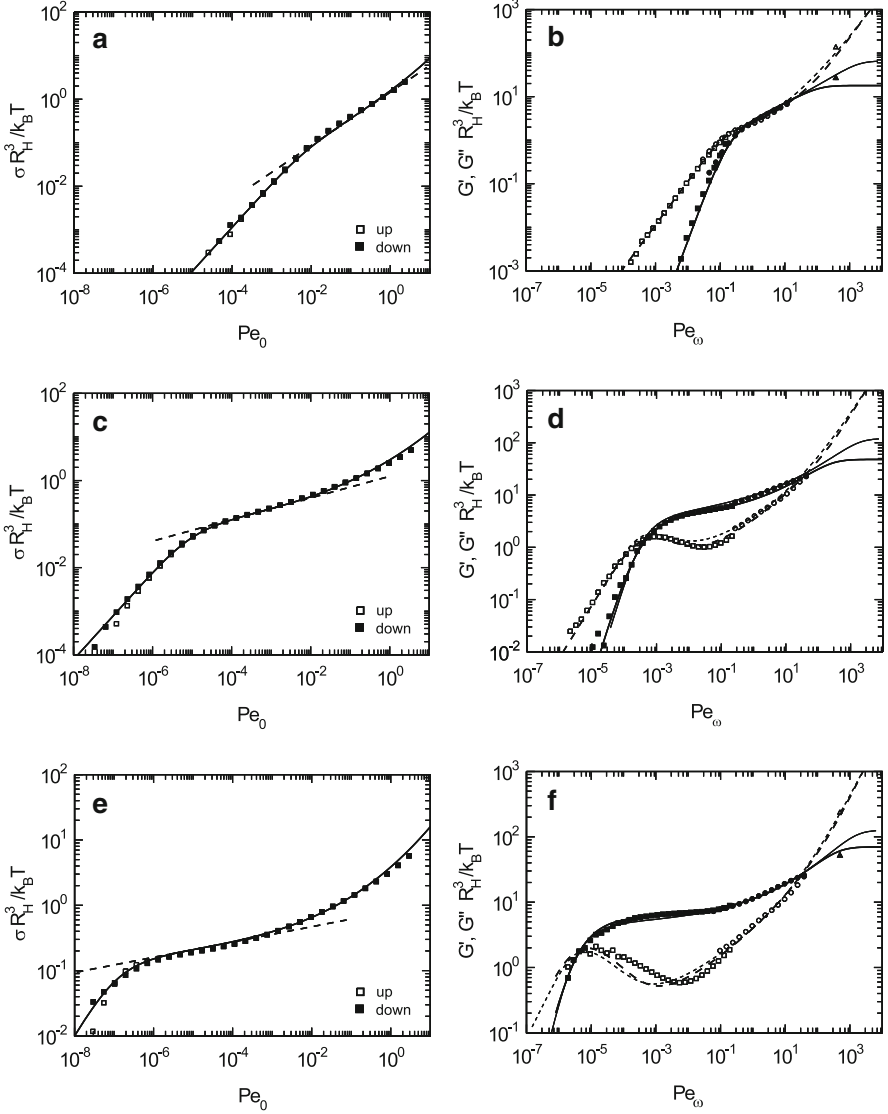 a
10^2
10^0
10^-2
10^-4
σR_H^3/k_BT
up
down
10^-8 10^-6 10^-4 10^-2 10^0
Pe_0
b
10^3
10^1
10^-1
10^-3
G', G'' R_H^3/k_BT
10^-7 10^-5 10^-3 10^-1 10^1 10^3
Pe_ω
c
10^2
10^0
10^-2
10^-4
σR_H^3/k_BT
up
down
10^-8 10^-6 10^-4 10^-2 10^0
Pe_0
d
10^3
10^2
10^1
10^0
10^-1
10^-2
G', G'' R_H^3/k_BT
10^-7 10^-5 10^-3 10^-1 10^1 10^3
Pe_ω
e
10^2
10^1
10^0
10^-1
10^-2
σR_H^3/k_BT
up
down
10^-8 10^-6 10^-4 10^-2 10^0
Pe_0
f
10^3
10^2
10^1
10^0
10^-1
G', G'' R_H^3/k_BT
10^-7 10^-5 10^-3 10^-1 10^1 10^3
Pe_ω